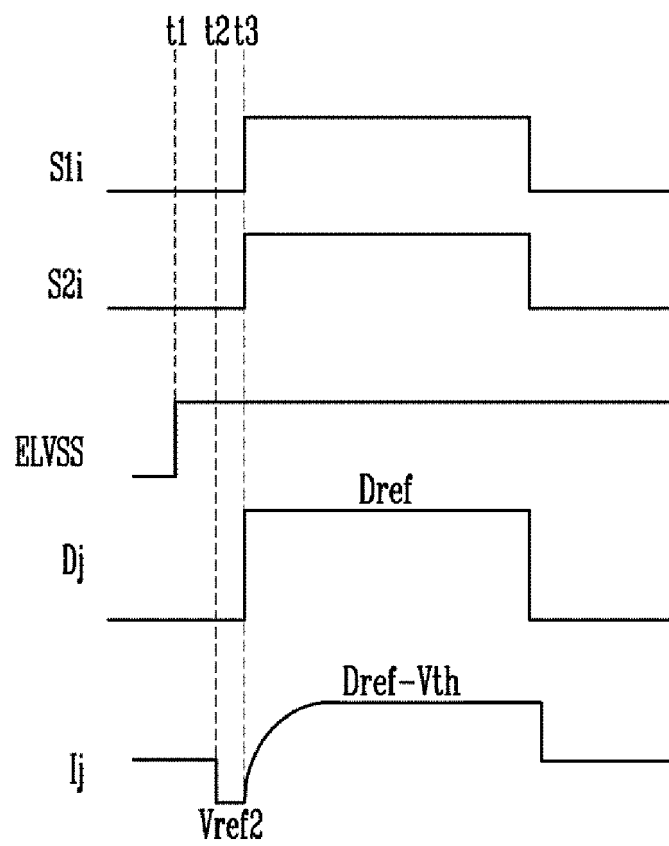 t1 t2 t3
S1i
S2i
ELVSS
Dref
Dj
Dref-Vth
Ij
Vref2